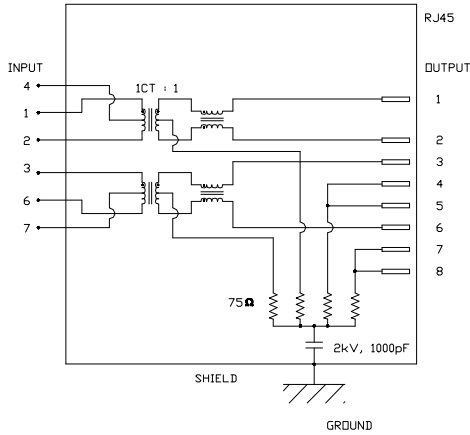 RJ45
INPUT
OUTPUT
4
1CT : 1
1
1
2
2
3
3
4
5
6
6
7
7
8
75Ω
2kV, 1000pF
SHIELD
GROUND